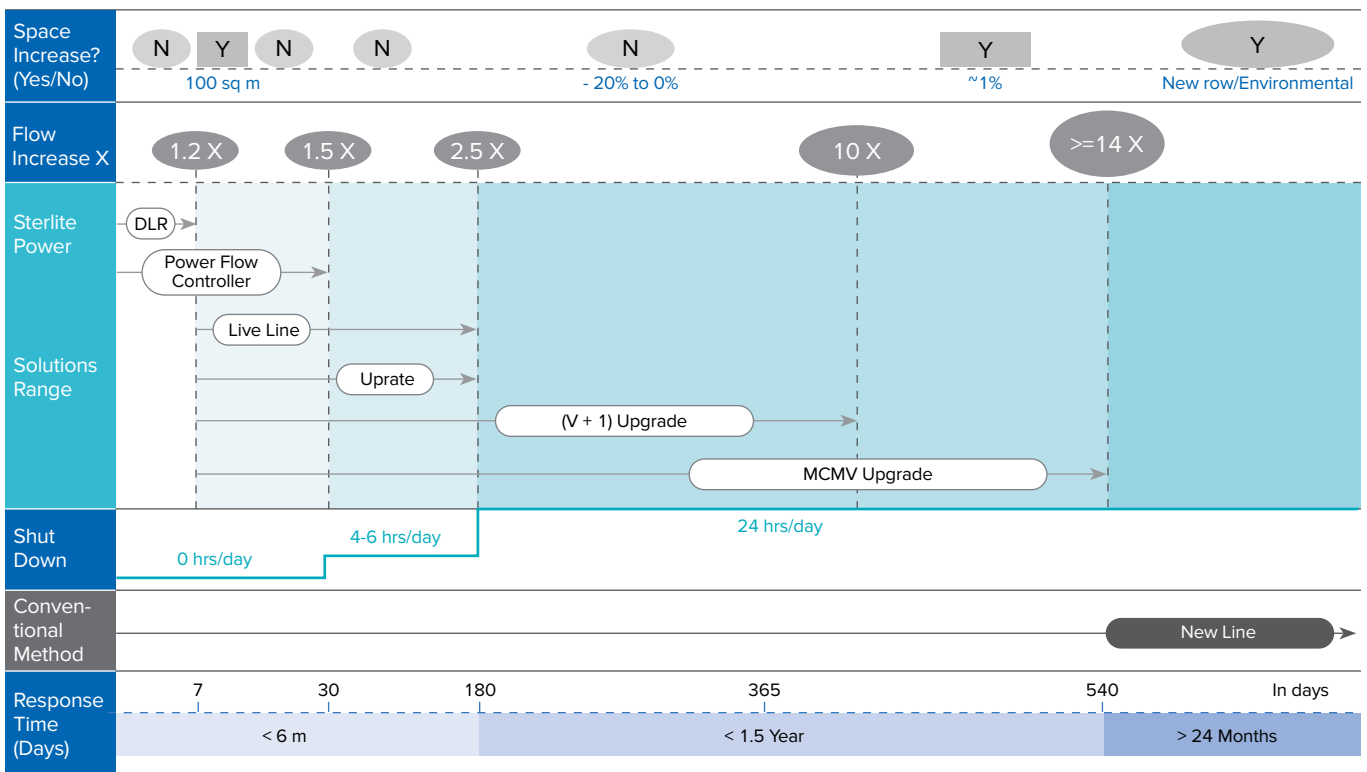 Space
Increase?
(Yes/No)
N Y N N N Y Y
100 sq m - 20% to 0% ~1% New row/Environmental
Flow
Increase X
1.2 X 1.5 X 2.5 X 10 X >=14 X
Sterlite
Power
Solutions
Range
DLR
Power Flow
Controller
Live Line
Uprate
(V + 1) Upgrade
MCMV Upgrade
Shut
Down
0 hrs/day 4-6 hrs/day 24 hrs/day
Conven-
tional
Method
New Line
Response
Time
(Days)
7 30 180 365 540 In days
< 6 m < 1.5 Year > 24 Months